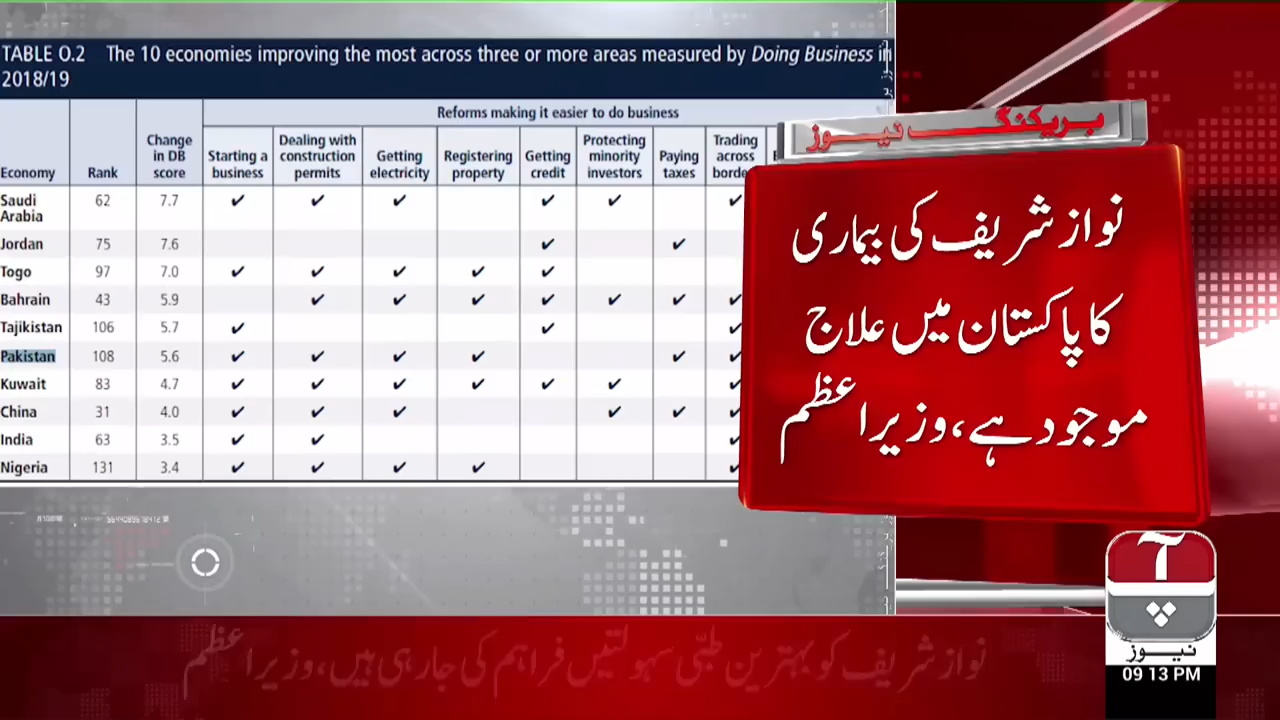 TABLE O.2 The 10 economies improving the most across three or more areas measured by Doing Business in
2018/19
Reforms making it easier to do business
Economy Rank Change in DB score Starting a business Dealing with construction permits Getting electricity Registering property Getting credit Protecting minority investors Paying taxes Trading across
Saudi Arabia 62 7.7 ✔ ✔ ✔ ✔ ✔ ✔
Jordan 75 7.6 ✔ ✔
Togo 97 7.0 ✔ ✔ ✔ ✔ ✔
Bahrain 43 5.9 ✔ ✔ ✔ ✔ ✔ ✔ ✔
Tajikistan 106 5.7 ✔ ✔ ✔
Pakistan 108 5.6 ✔ ✔ ✔ ✔ ✔ ✔
Kuwait 83 4.7 ✔ ✔ ✔ ✔ ✔ ✔ ✔
China 31 4.0 ✔ ✔ ✔ ✔ ✔ ✔
India 63 3.5 ✔ ✔ ✔
Nigeria 131 3.4 ✔ ✔ ✔ ✔ ✔
بریکنگ نیوز
نواز شریف کی بیماری
کا پاکستان میں علاج
موجود ہے، وزیراعظم
آپ
نیوز
09 13 PM
نواز شریف کو بہترین طبّی سہولتیں فراہم کی جا رہی ہیں، وزیراعظم